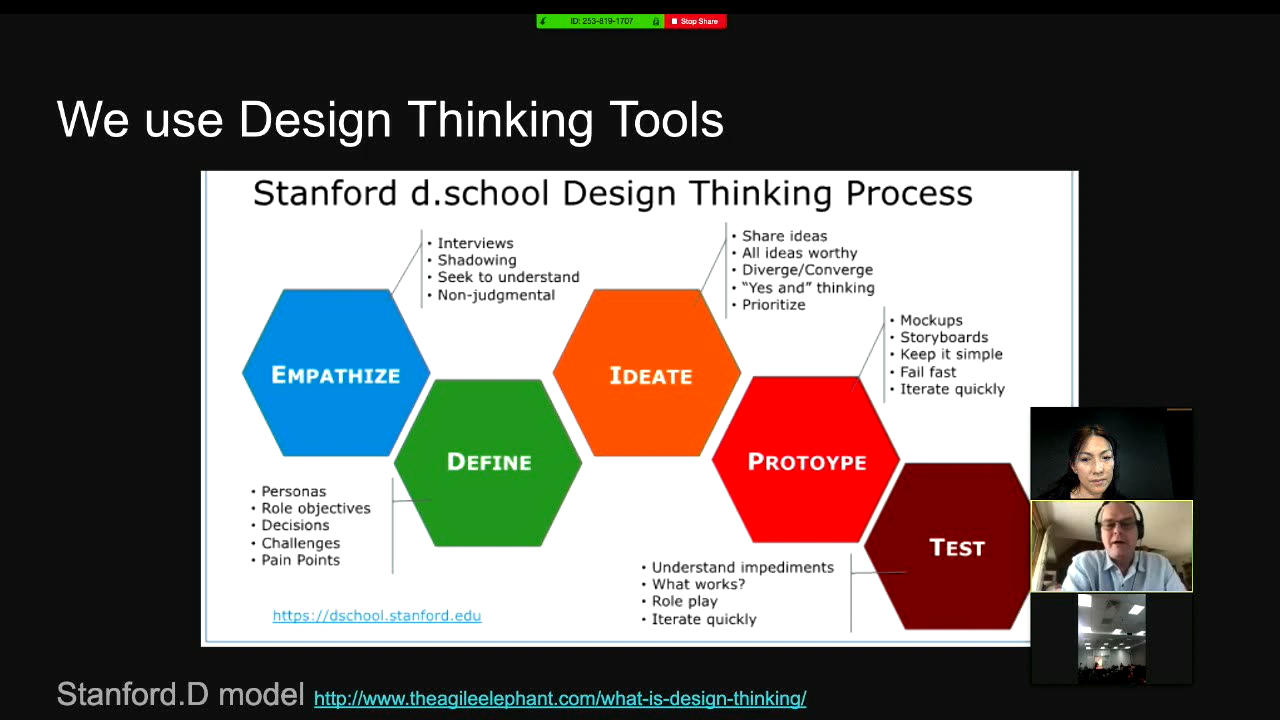 ID: 253-819-1707
Stop Share
We use Design Thinking Tools
Stanford d.school Design Thinking Process
• Interviews
• Shadowing
• Seek to understand
• Non-judgmental
• Share ideas
• All ideas worthy
• Diverge/Converge
• “Yes and” thinking
• Prioritize
• Mockups
• Storyboards
• Keep it simple
• Fail fast
• Iterate quickly
EMPATHIZE
DEFINE
IDEATE
PROTOYPE
TEST
• Personas
• Role objectives
• Decisions
• Challenges
• Pain Points
• Understand impediments
• What works?
• Role play
• Iterate quickly
https://dschool.stanford.edu
Stanford.D model http://www.theagileelephant.com/what-is-design-thinking/